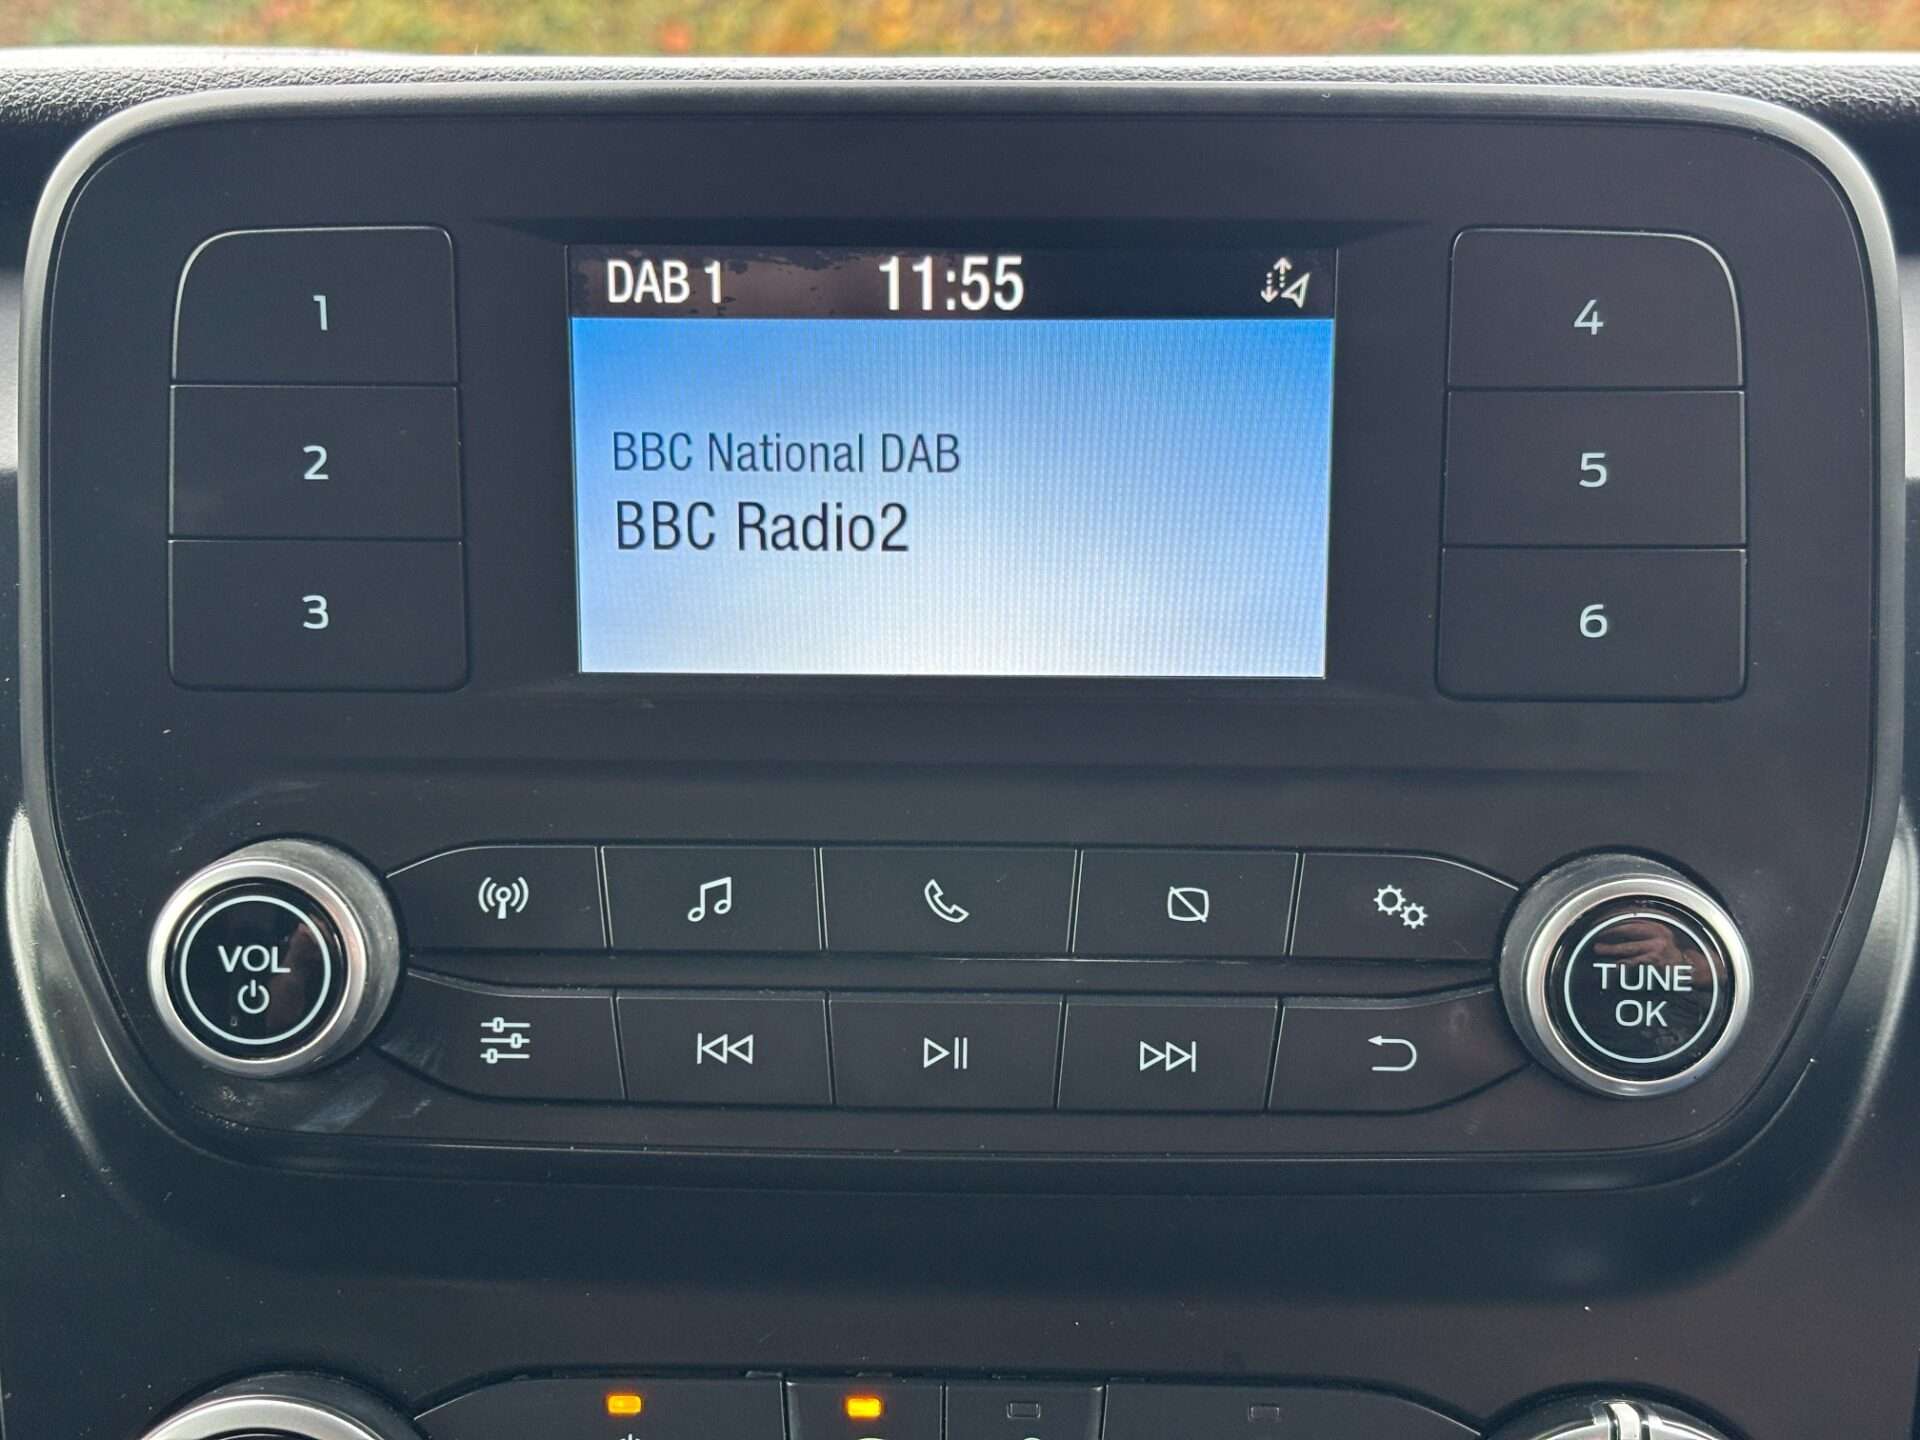 DAB 1 11:55
BBC National DAB
BBC Radio2
1
2
3
4
5
6
VOL
TUNE
OK